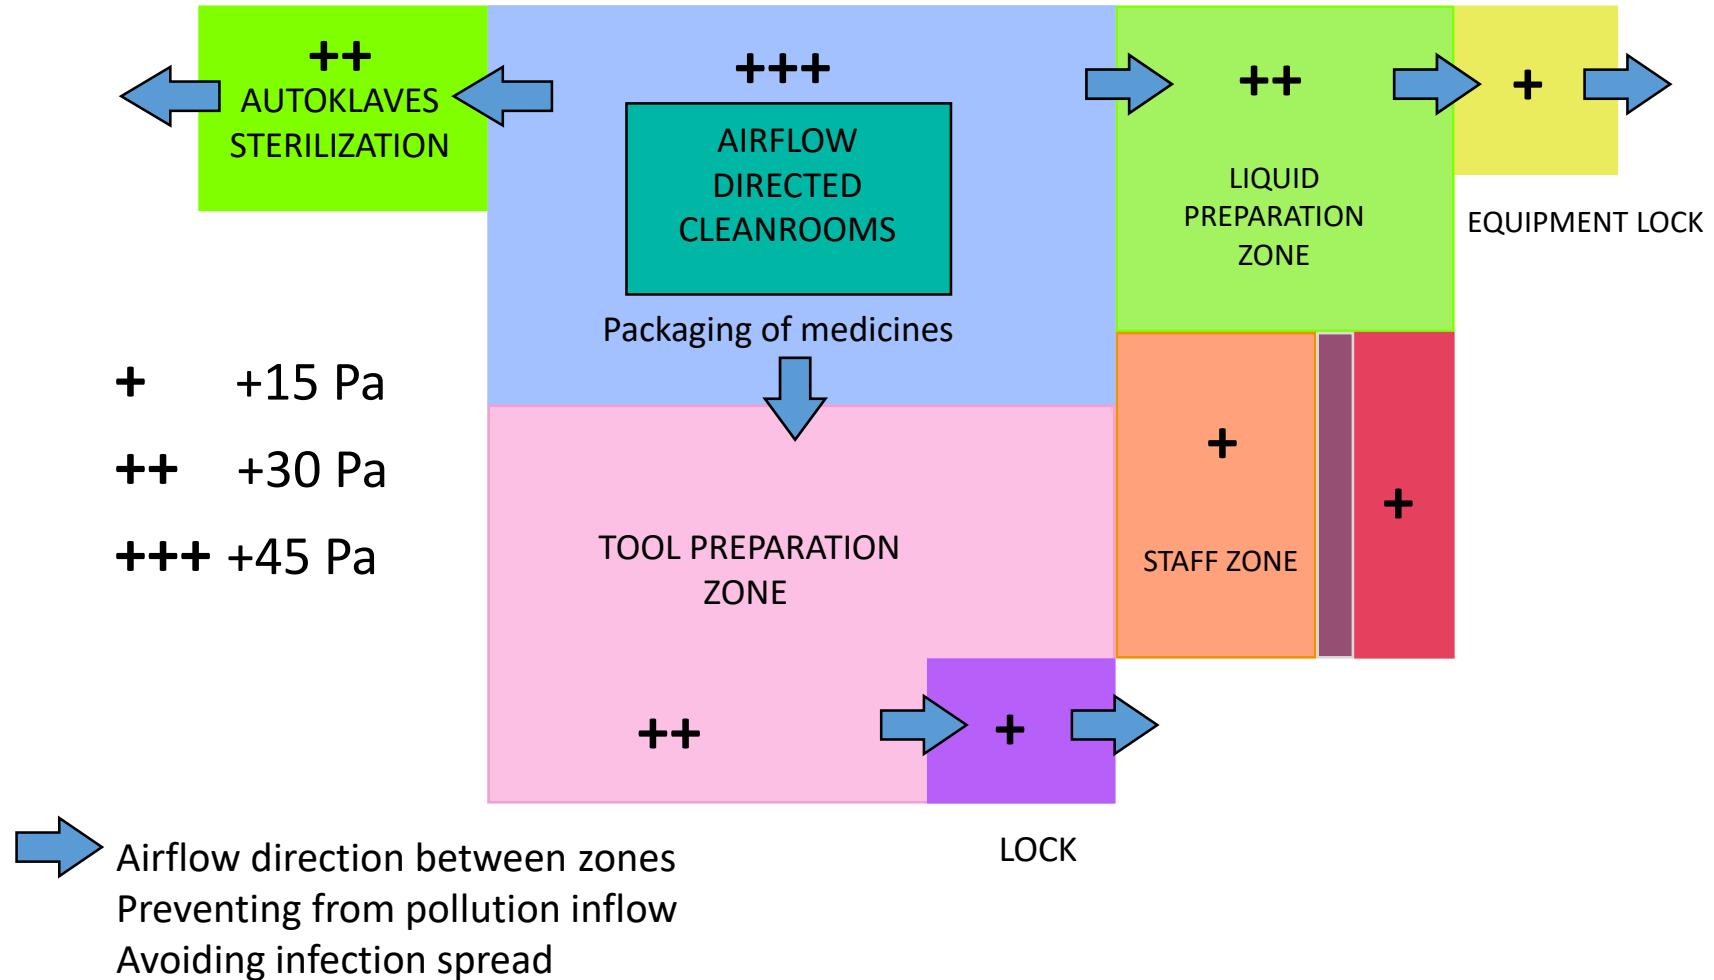 ++
AUTOKLAVES
STERILIZATION
+++
AIRFLOW
DIRECTED
CLEANROOMS
Packaging of medicines
++
LIQUID
PREPARATION
ZONE
+
EQUIPMENT LOCK
+ +15 Pa
++ +30 Pa
+++ +45 Pa
TOOL PREPARATION
ZONE
++
+
STAFF ZONE
+
+
LOCK
Airflow direction between zones
Preventing from pollution inflow
Avoiding infection spread